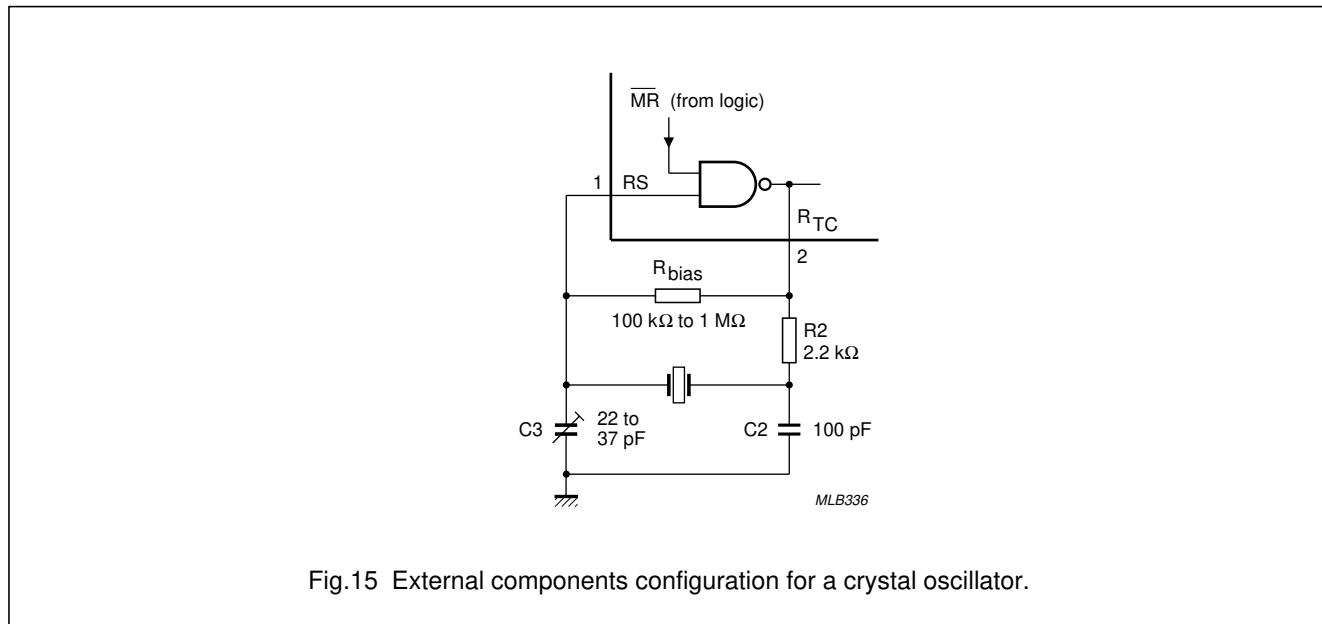 M̅R̅ (from logic)
1 RS
R TC
2
R bias
100 kΩ to 1 MΩ
R2
2.2 kΩ
C3
22 to
37 pF
C2 100 pF
MLB336
Fig.15 External components configuration for a crystal oscillator.